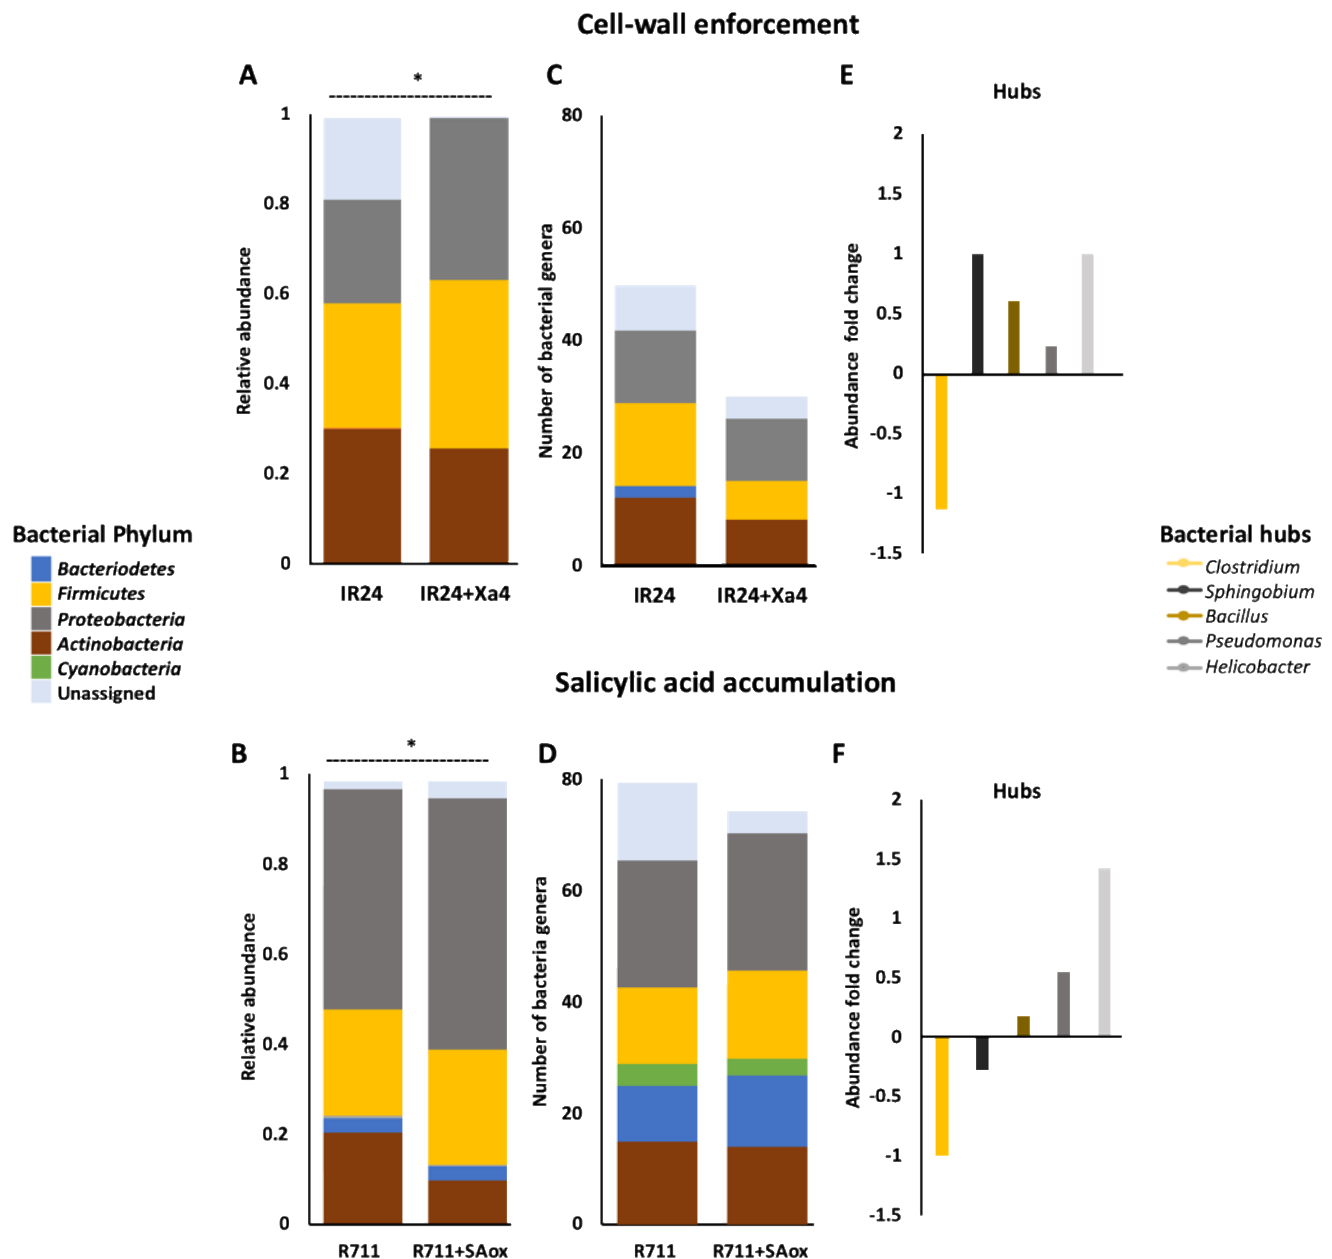 Cell-wall enforcement
A
*
1
0.8
0.6
0.4
0.2
0
Relative abundance
IR24
IR24+Xa4
C
80
60
40
20
0
Number of bacterial genera
IR24
IR24+Xa4
E
Hubs
2
1.5
1
0.5
0
-0.5
-1
-1.5
Abundance fold change
Bacterial Phylum
Bacteriodetes
Firmicutes
Proteobacteria
Actinobacteria
Cyanobacteria
Unassigned
Bacterial hubs
Clostridium
Sphingobium
Bacillus
Pseudomonas
Helicobacter
Salicylic acid accumulation
B
*
1
0.8
0.6
0.4
0.2
0
Relative abundance
R711
R711+SAox
D
80
60
40
20
0
Number of bacteria genera
R711
R711+SAox
F
Hubs
2
1.5
1
0.5
0
-0.5
-1
-1.5
Abundance fold change